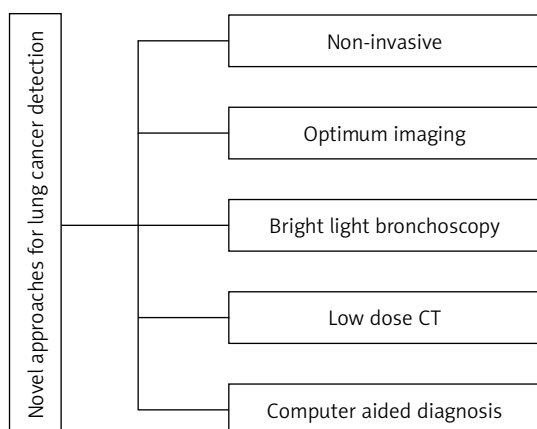 Novel approaches for lung cancer detection
Non-invasive
Optimum imaging
Bright light bronchoscopy
Low dose CT
Computer aided diagnosis